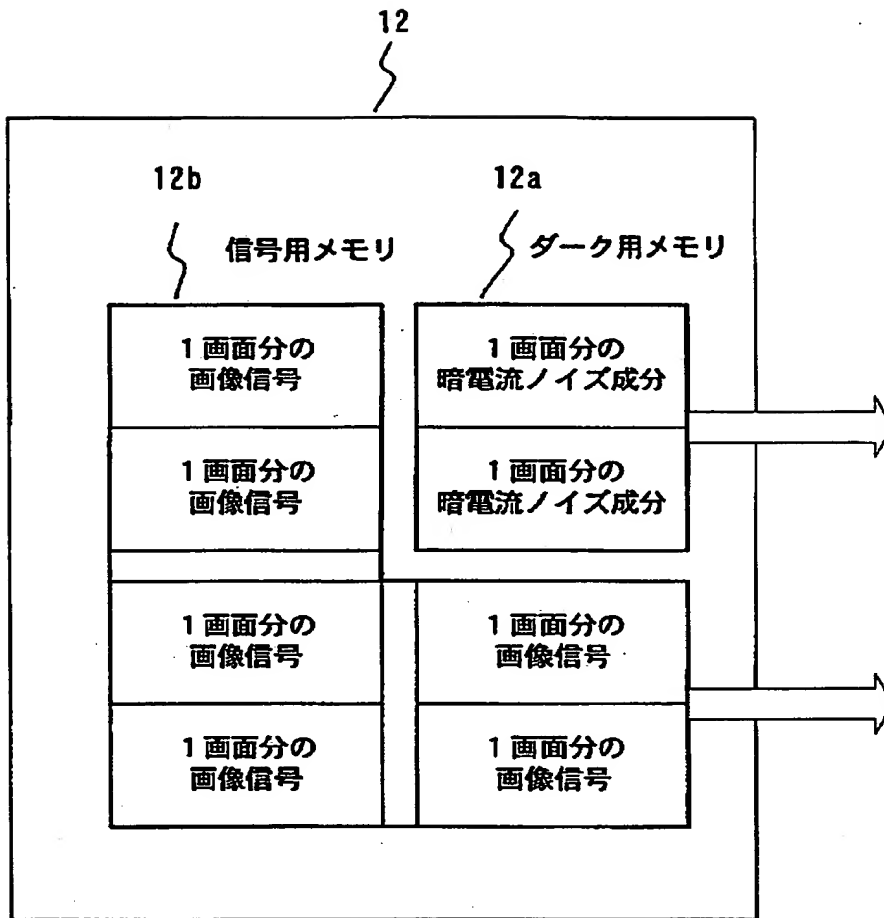 12
12b
12a
信号用メモリ
ダーク用メモリ
1画面分の
画像信号
1画面分の
暗電流ノイズ成分
1画面分の
画像信号
1画面分の
暗電流ノイズ成分
1画面分の
画像信号
1画面分の
画像信号
1画面分の
画像信号
1画面分の
画像信号